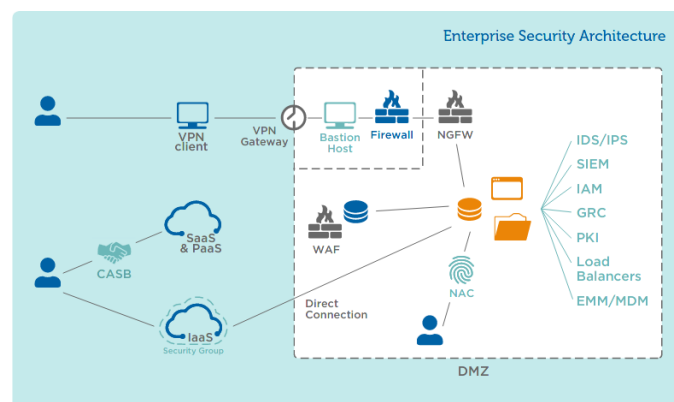 Enterprise Security Architecture
VPN
client
VPN
Gateway
Bastion
Host
Firewall
NGFW
IDS/IPS
SIEM
IAM
GRC
PKI
Load
Balancers
EMM/MDM
SaaS
& PaaS
CASB
WAF
NAC
Direct
Connection
IaaS
Security Group
DMZ